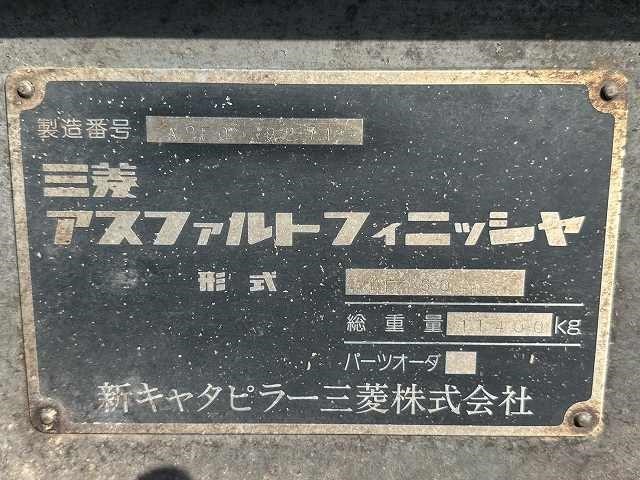 製造番号
三菱
アスファルトフィニッシャ
形式
総重量 11400kg
パーツオーダ
新キャタピラー三菱株式会社